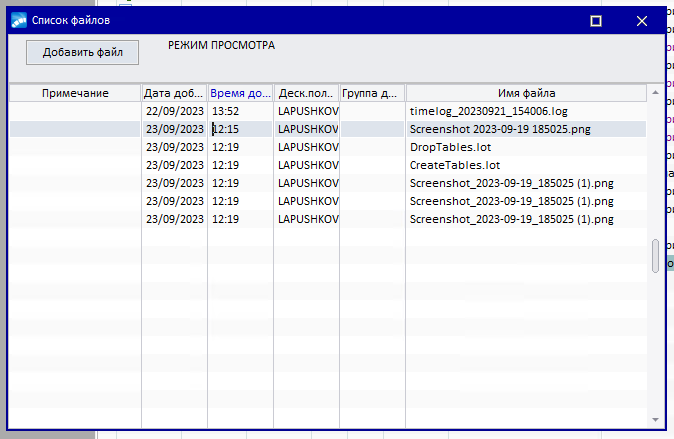 Список файлов
Добавить файл
РЕЖИМ ПРОСМОТРА
Примечание Дата доб... Время до... Деск.пол.. Группа д... Имя файла
22/09/2023 13:52 LAPUSHKOV timelog_20230921_154006.log
23/09/2023 12:15 LAPUSHKOV Screenshot 2023-09-19 185025.png
23/09/2023 12:19 LAPUSHKOV DropTables.lot
23/09/2023 12:19 LAPUSHKOV CreateTables.lot
23/09/2023 12:19 LAPUSHKOV Screenshot_2023-09-19_185025 (1).png
23/09/2023 12:19 LAPUSHKOV Screenshot_2023-09-19_185025 (1).png
23/09/2023 12:19 LAPUSHKOV Screenshot_2023-09-19_185025 (1).png